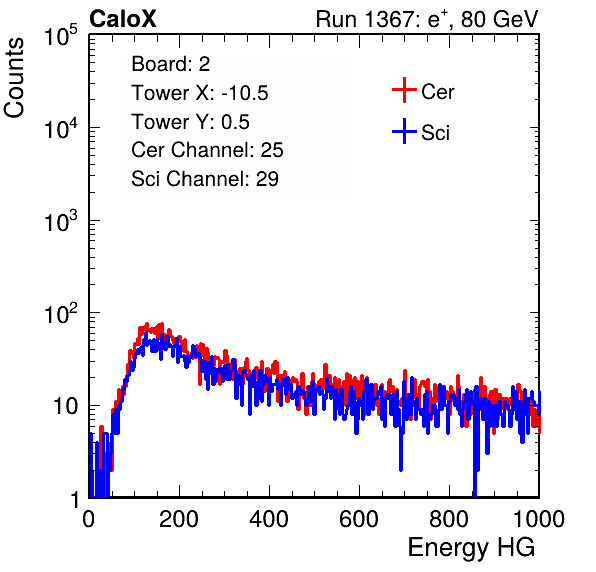 CaloX Run 1367: e⁺, 80 GeV
Counts
10⁵
10⁴
10³
10²
10
1
Board: 2
Tower X: -10.5
Tower Y: 0.5
Cer Channel: 25
Sci Channel: 29
Cer
Sci
0 200 400 600 800 1000
Energy HG